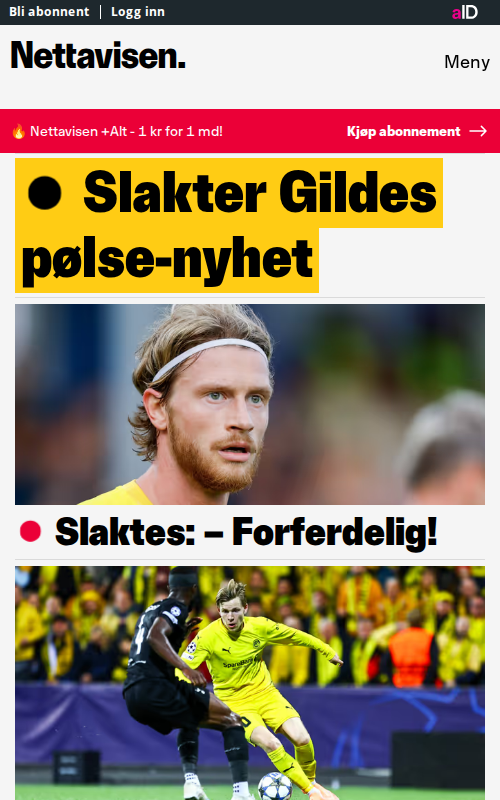 Bli abonnent
Logg inn
aID
Nettavisen.
Meny
🔥 Nettavisen +Alt - 1 kr for 1 md!
Kjøp abonnement →
Slakter Gildes
pølse-nyhet
Slaktes: – Forferdelig!
SpareBank